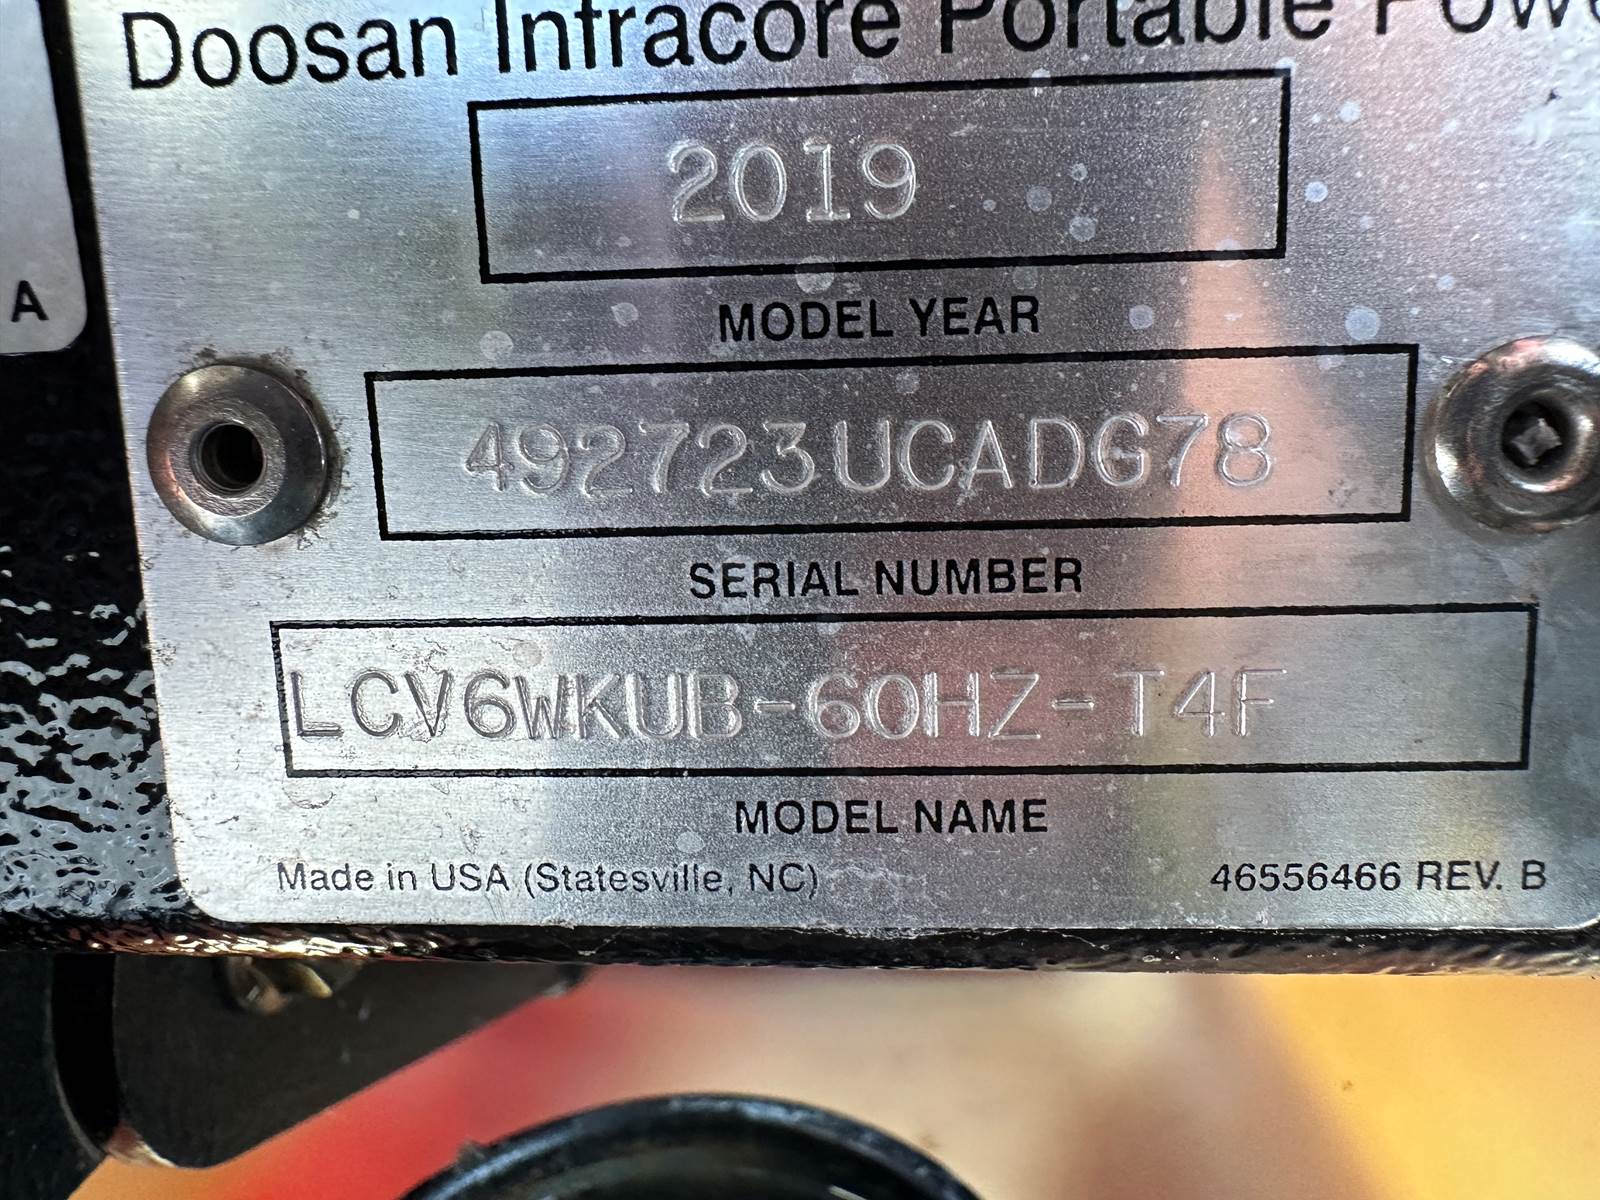 Doosan Infracore Portable Powe
2019
MODEL YEAR
A
492723UCADG78
SERIAL NUMBER
LCV6WKUB-60HZ-T4F
MODEL NAME
Made in USA (Statesville, NC)
46556466 REV. B